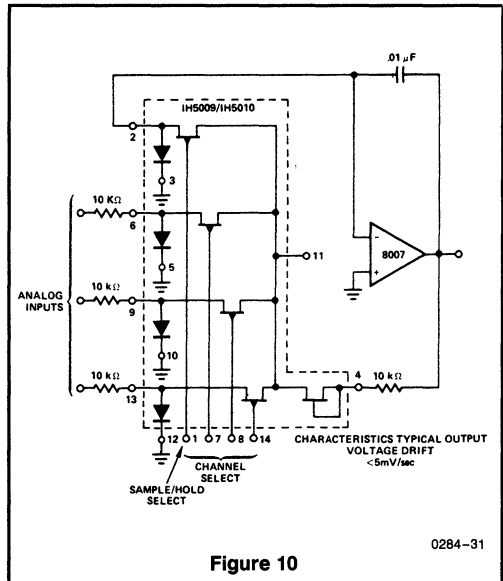 .01 μF
IH5009/IH5010
2
3
10 KΩ
6
5
8007
-
+
11
ANALOG
INPUTS
10 kΩ
9
10
4
10 kΩ
10 kΩ
13
12
1
7
8
14
CHARACTERISTICS TYPICAL OUTPUT
VOLTAGE DRIFT
<5mV/sec
CHANNEL
SELECT
SAMPLE/HOLD
SELECT
0284-31
Figure 10